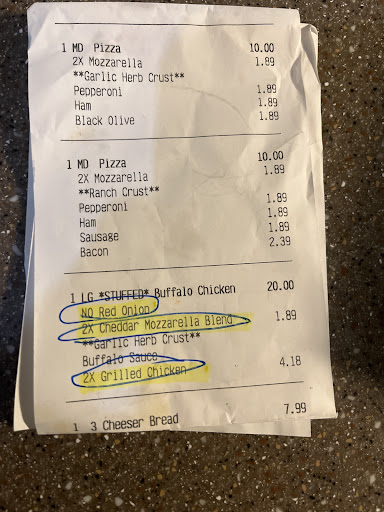 1 MD Pizza 10.00
2X Mozzarella 1.89
**Garlic Herb Crust**
Pepperoni 1.89
Ham 1.89
Black Olive 1.89
1 MD Pizza 10.00
2X Mozzarella 1.89
**Ranch Crust**
Pepperoni 1.89
Ham 1.89
Sausage 1.89
Bacon 2.39
1 LG *STUFFED* Buffalo Chicken 20.00
NO Red Onion
2X Cheddar Mozzarella Blend 1.89
**Garlic Herb Crust**
Buffalo Sauce
2X Grilled Chicken 4.18
1 3 Cheeser Bread 7.99